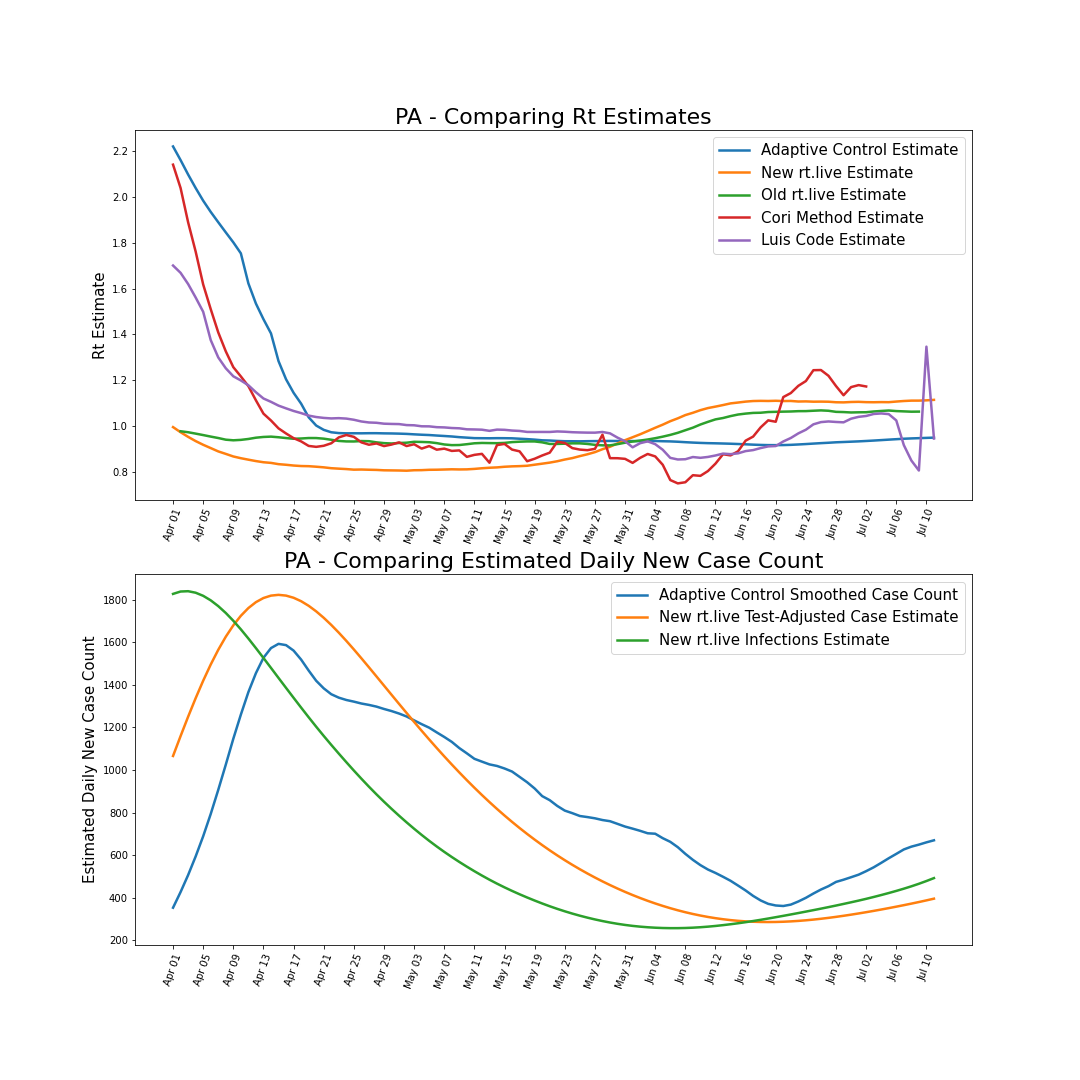 PA - Comparing Rt Estimates
Rt Estimate
2.2
2.0
1.8
1.6
1.4
1.2
1.0
0.8
Adaptive Control Estimate
New rt.live Estimate
Old rt.live Estimate
Cori Method Estimate
Luis Code Estimate
Apr 01 Apr 05 Apr 09 Apr 13 Apr 17 Apr 21 Apr 25 Apr 29 May 03 May 07 May 11 May 15 May 19 May 23 May 27 May 31 Jun 04 Jun 08 Jun 12 Jun 16 Jun 20 Jun 24 Jun 28 Jul 02 Jul 06 Jul 10
PA - Comparing Estimated Daily New Case Count
Estimated Daily New Case Count
1800
1600
1400
1200
1000
800
600
400
200
Adaptive Control Smoothed Case Count
New rt.live Test-Adjusted Case Estimate
New rt.live Infections Estimate
Apr 01 Apr 05 Apr 09 Apr 13 Apr 17 Apr 21 Apr 25 Apr 29 May 03 May 07 May 11 May 15 May 19 May 23 May 27 May 31 Jun 04 Jun 08 Jun 12 Jun 16 Jun 20 Jun 24 Jun 28 Jul 02 Jul 06 Jul 10